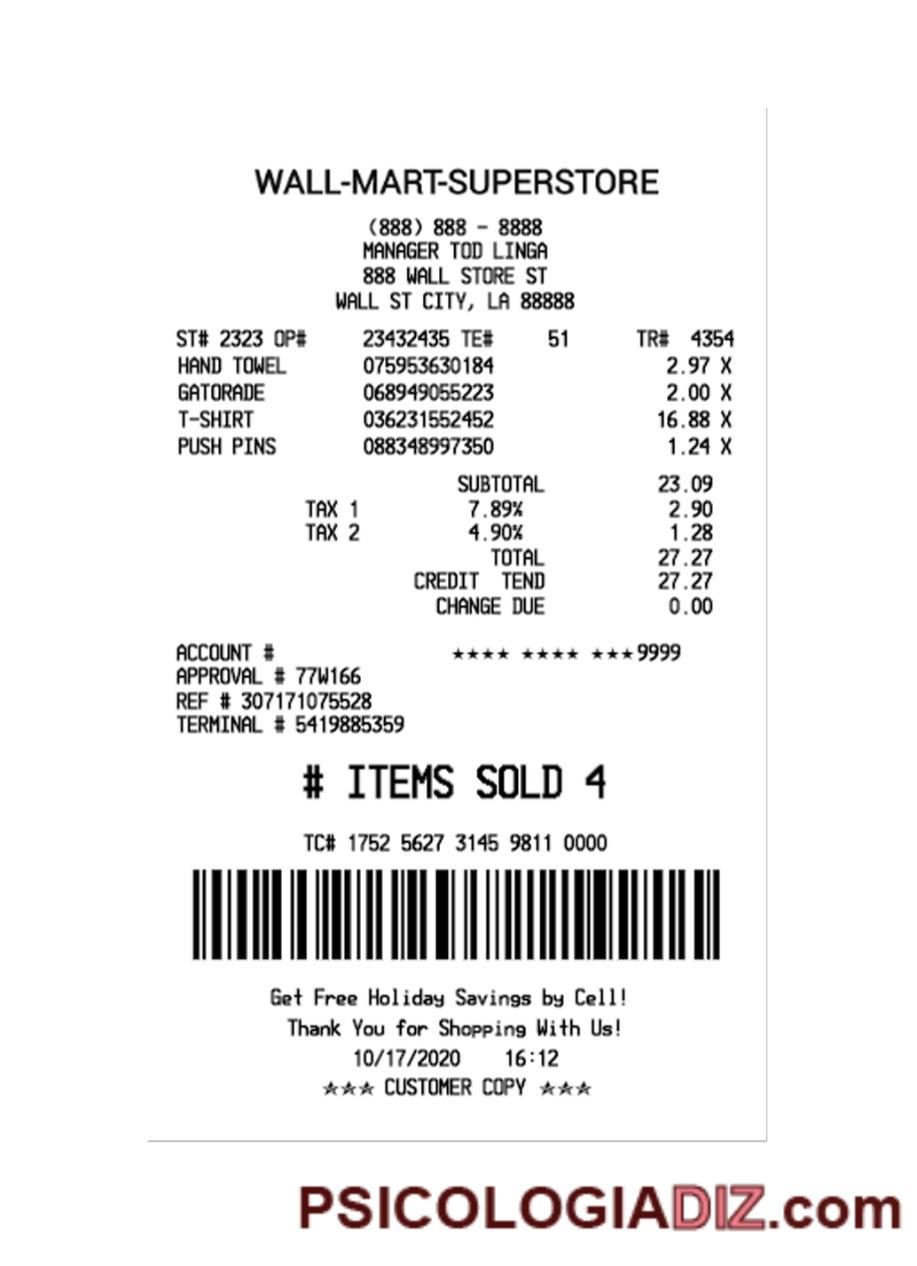 WALL-MART-SUPERSTORE
(888) 888 - 8888
MANAGER TOD LINGA
888 WALL STORE ST
WALL ST CITY, LA 88888
ST# 2323 OP# 23432435 TE# 51 TR# 4354
HAND TOWEL 075953630184 2.97 X
GATORADE 068949055223 2.00 X
T-SHIRT 036231552452 16.88 X
PUSH PINS 088348997350 1.24 X
SUBTOTAL 23.09
TAX 1 7.89% 2.90
TAX 2 4.90% 1.28
TOTAL 27.27
CREDIT TEND 27.27
CHANGE DUE 0.00
ACCOUNT # ★★★★ ★★★★ ★★★9999
APPROVAL # 77W166
REF # 307171075528
TERMINAL # 5419885359
# ITEMS SOLD 4
TC# 1752 5627 3145 9811 0000
Get Free Holiday Savings by Cell!
Thank You for Shopping With Us!
10/17/2020 16:12
★★★ CUSTOMER COPY ★★★
PSICOLOGIADIZ.com